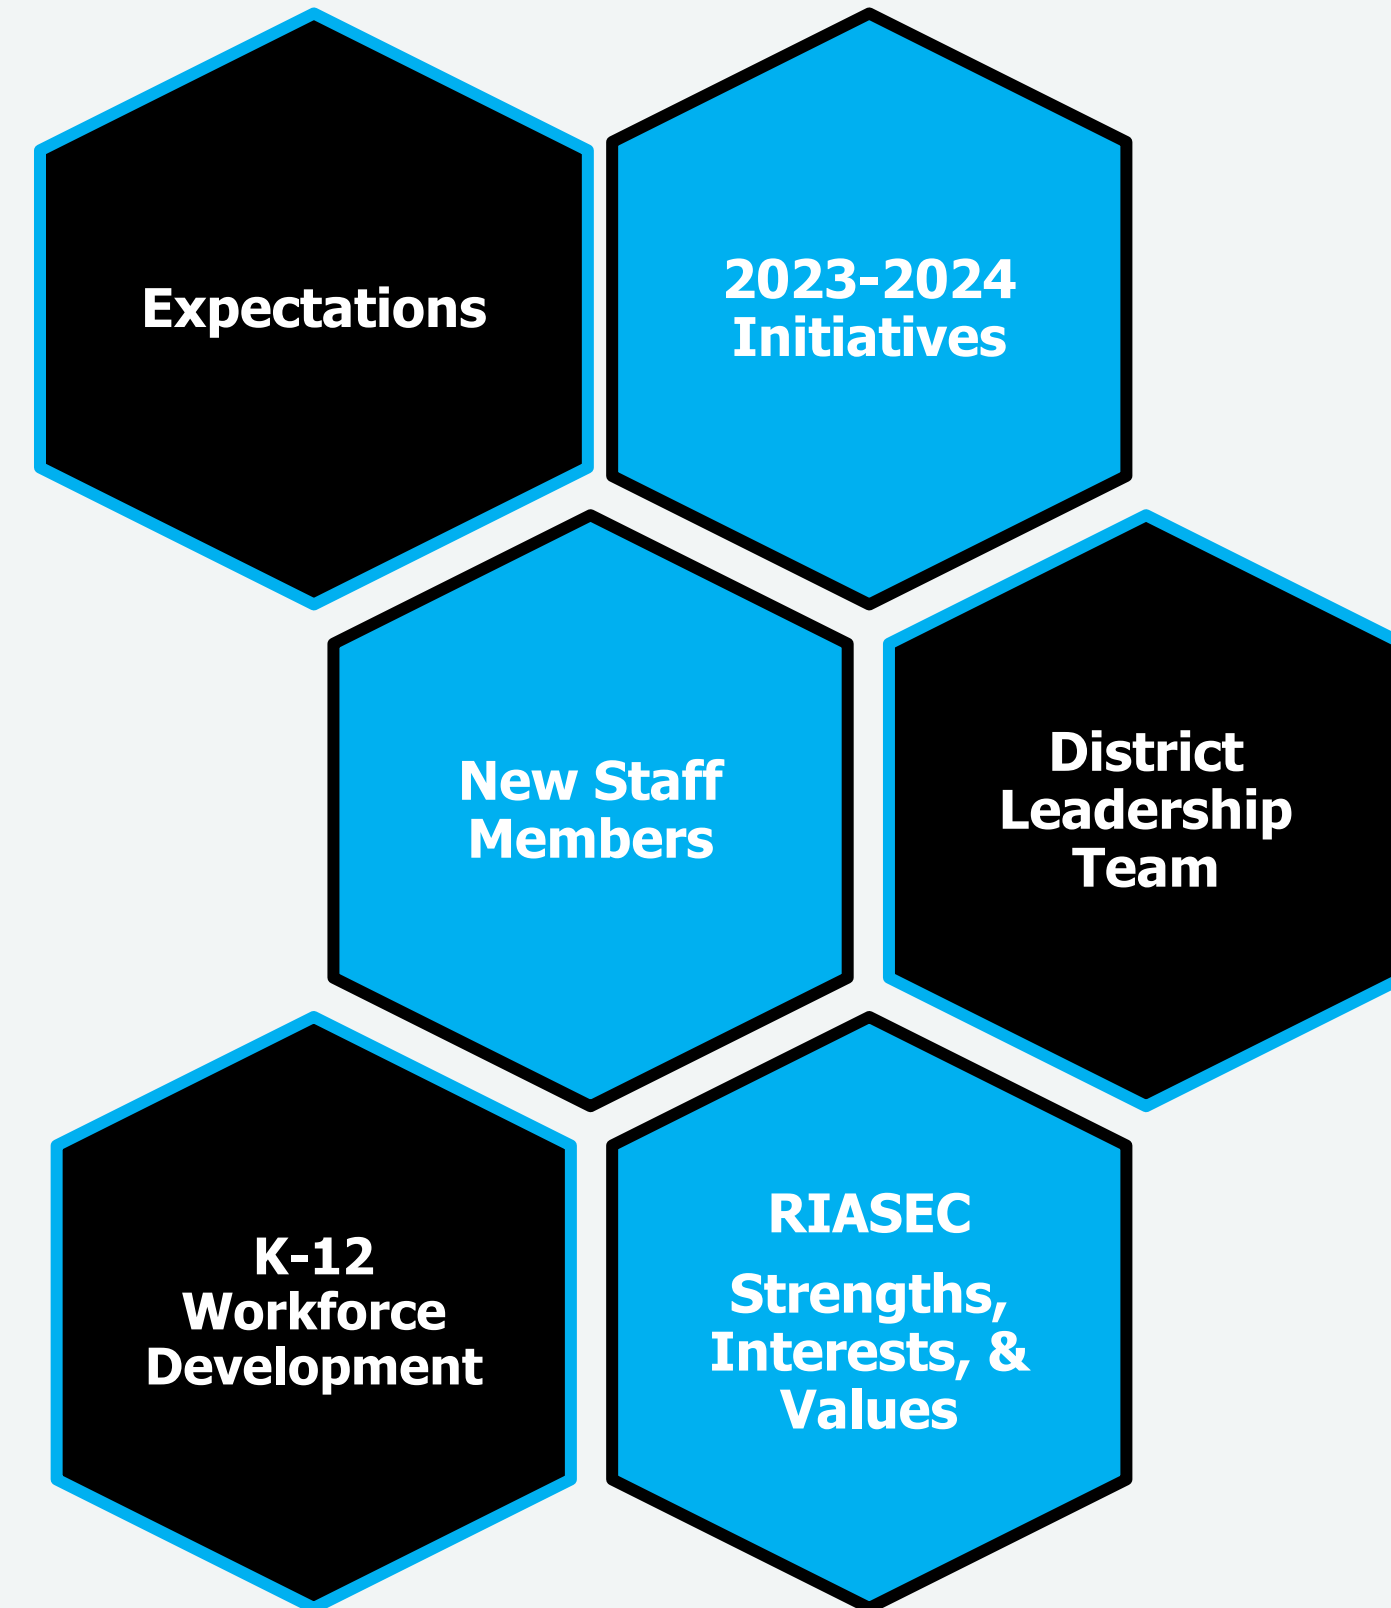 Expectations
2023-2024
Initiatives
New Staff
Members
District
Leadership
Team
K-12
Workforce
Development
RIASEC
Strengths,
Interests, &
Values